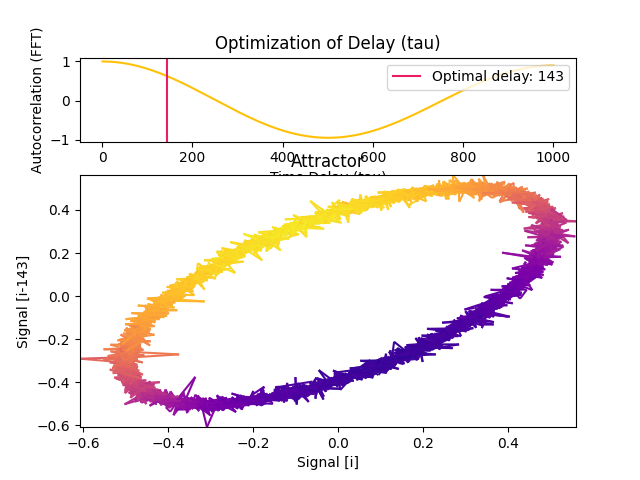 Optimization of Delay (tau)
Autocorrelation (FFT)
1
0
−1
Optimal delay: 143
0 200 400 600 800 1000
Time Delay (tau)
Attractor
Signal [i-143]
0.4
0.2
0.0
−0.2
−0.4
−0.6
−0.6 −0.4 −0.2 0.0 0.2 0.4
Signal [i]